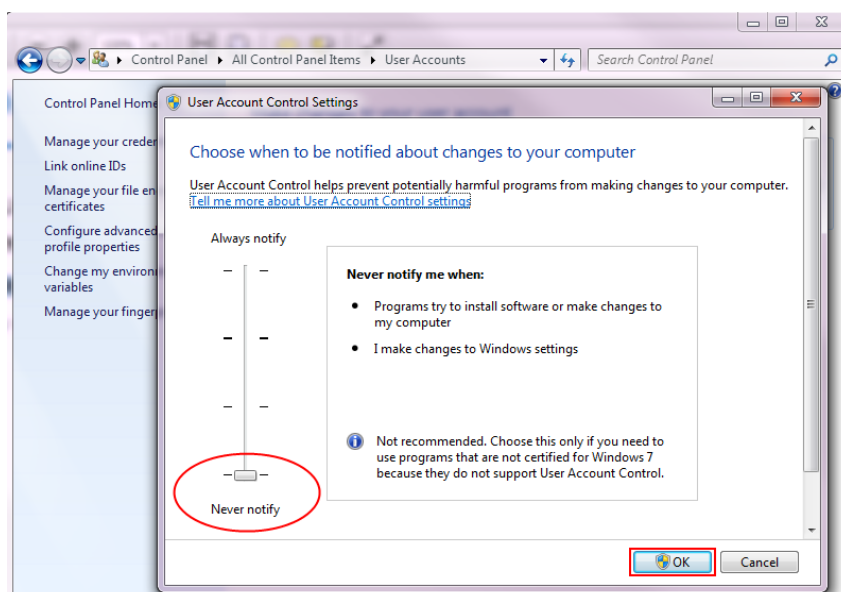 Control Panel ▸ All Control Panel Items ▸ User Accounts
Search Control Panel
Control Panel Home
Manage your creden
Link online IDs
Manage your file en
certificates
Configure advanced
profile properties
Change my environ
variables
Manage your finger
User Account Control Settings
Choose when to be notified about changes to your computer
User Account Control helps prevent potentially harmful programs from making changes to your computer.
Tell me more about User Account Control settings
Always notify
Never notify me when:
• Programs try to install software or make changes to
my computer
• I make changes to Windows settings
Not recommended. Choose this only if you need to
use programs that are not certified for Windows 7
because they do not support User Account Control.
Never notify
OK
Cancel